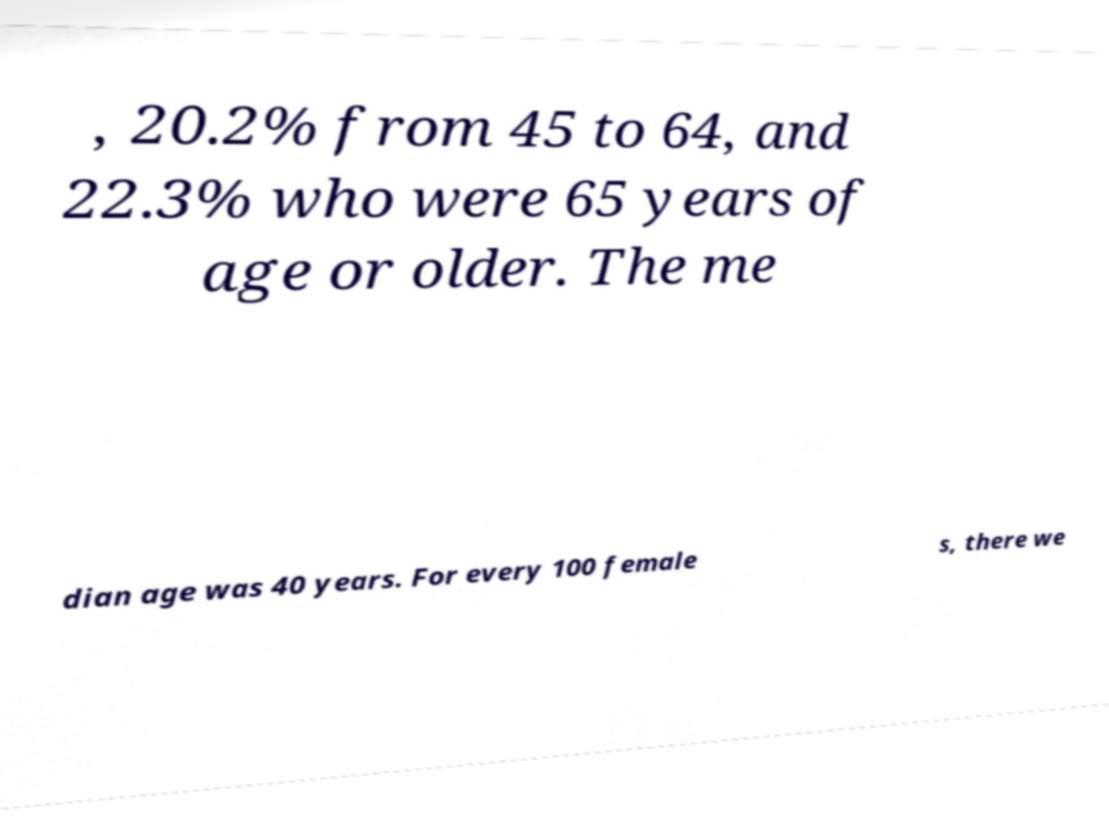 , 20.2% from 45 to 64, and
22.3% who were 65 years of
age or older. The me
dian age was 40 years. For every 100 female
s, there we